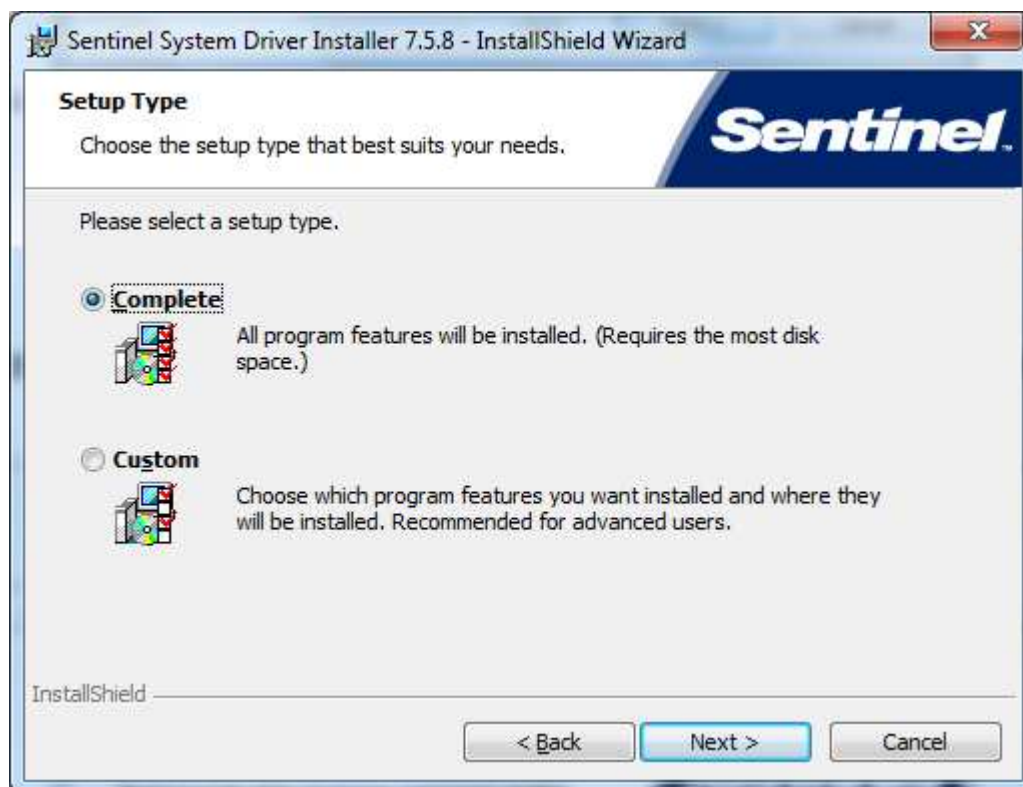 Sentinel System Driver Installer 7.5.8 - InstallShield Wizard
Setup Type
Choose the setup type that best suits your needs.
Sentinel™
Please select a setup type.
Complete
All program features will be installed. (Requires the most disk
space.)
Custom
Choose which program features you want installed and where they
will be installed. Recommended for advanced users.
InstallShield
< Back
Next >
Cancel